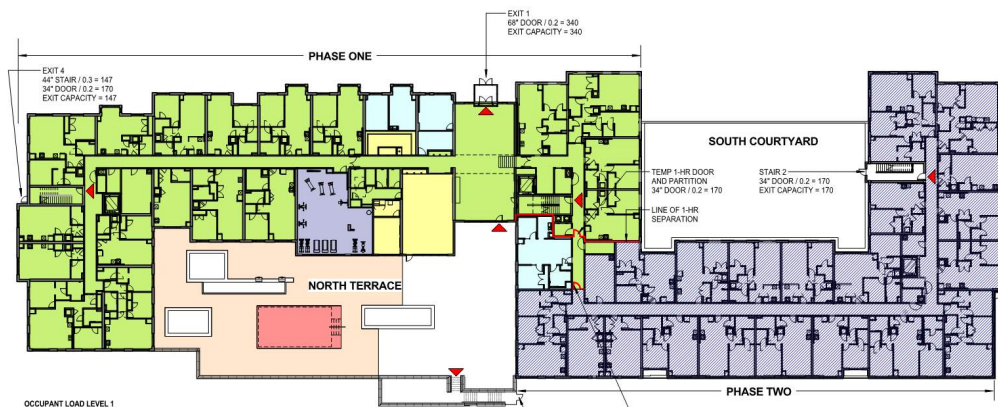 EXIT 1
68" DOOR / 0.2 = 340
EXIT CAPACITY = 340
PHASE ONE
EXIT 4
44" STAIR / 0.3 = 147
34" DOOR / 0.2 = 170
EXIT CAPACITY = 147
SOUTH COURTYARD
TEMP 1-HR DOOR
AND PARTITION
34" DOOR / 0.2 = 170
STAIR 2
34" DOOR / 0.2 = 170
EXIT CAPACITY = 170
LINE OF 1-HR
SEPARATION
NORTH TERRACE
PHASE TWO
OCCUPANT LOAD LEVEL 1